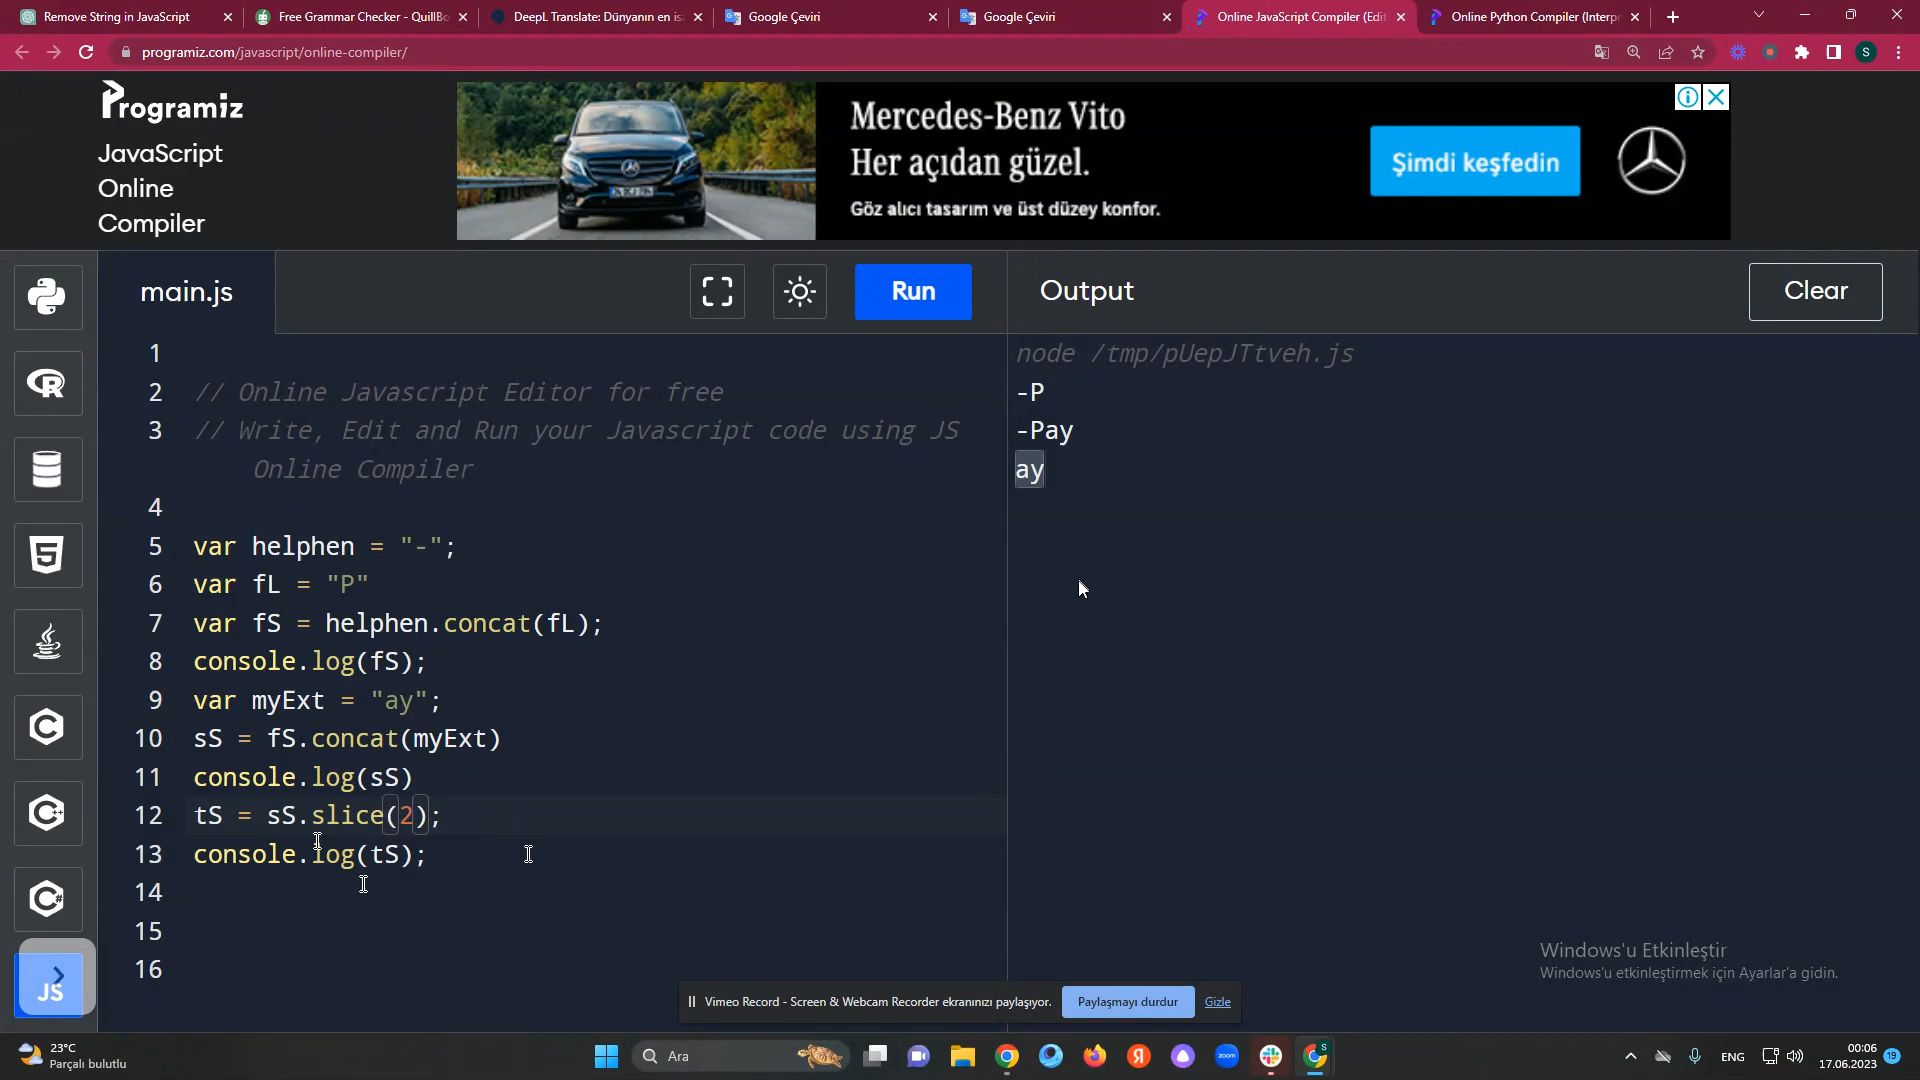 Remove String in JavaScript
Free Grammar Checker - QuillBo
DeepL Translate: Dünyanın en is
Google Çeviri
Google Çeviri
Online JavaScript Compiler (Edit
Online Python Compiler (Interpr
programiz.com/javascript/online-compiler/
S
Programiz
JavaScript
Online
Compiler
Mercedes-Benz Vito
Her açıdan güzel.
Göz alıcı tasarım ve üst düzey konfor.
Şimdi keşfedin
main.js
Run
Output
Clear
1
2 // Online Javascript Editor for free
3 // Write, Edit and Run your Javascript code using JS
Online Compiler
4
5 var helphen = "-";
6 var fL = "P"
7 var fS = helphen.concat(fL);
8 console.log(fS);
9 var myExt = "ay";
10 sS = fS.concat(myExt)
11 console.log(sS)
12 tS = sS.slice(2);
13 console.log(tS);
14
15
16
node /tmp/pUepJTtveh.js
-P
-Pay
ay
R
5
C
C++
C#
JS
Windows'u Etkinleştir
Windows'u etkinleştirmek için Ayarlar'a gidin.
Vimeo Record - Screen & Webcam Recorder ekranınızı paylaşıyor.
Paylaşmayı durdur
Gizle
23°C
Parçalı bulutlu
Ara
zoom
S
ENG
00:06
17.06.2023
19